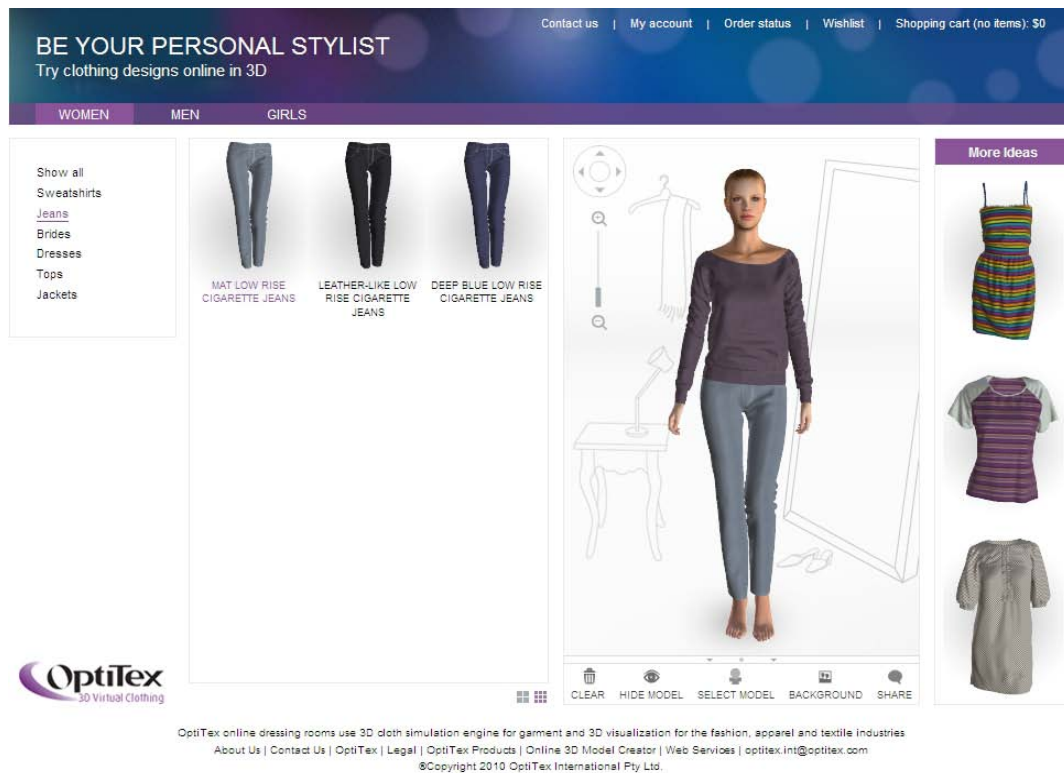 Contact us | My account | Order status | Wishlist | Shopping cart (no items): $0
BE YOUR PERSONAL STYLIST
Try clothing designs online in 3D
WOMEN MEN GIRLS
Show all
Sweatshirts
Jeans
Brides
Dresses
Tops
Jackets
MAT LOW RISE
CIGARETTE JEANS
LEATHER-LIKE LOW
RISE CIGARETTE
JEANS
DEEP BLUE LOW RISE
CIGARETTE JEANS
More Ideas
OptiTex
3D Virtual Clothing
CLEAR HIDE MODEL SELECT MODEL BACKGROUND SHARE
OptiTex online dressing rooms use 3D cloth simulation engine for garment and 3D visualization for the fashion, apparel and textile industries
About Us | Contact Us | OptiTex | Legal | OptiTex Products | Online 3D Model Creator | Web Services | optitex.int@optitex.com
®Copyright 2010 OptiTex International Pty Ltd.